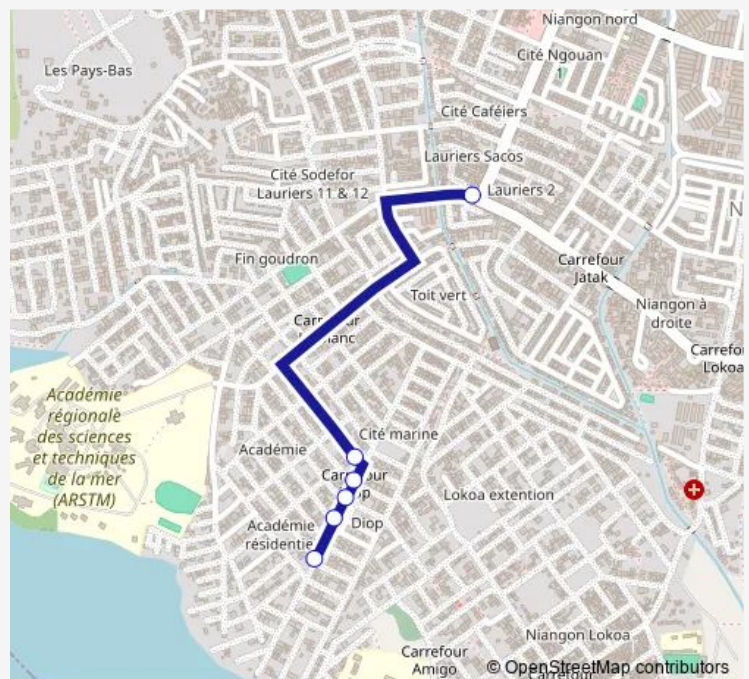 Niangon nord
Les Pays-Bas
Cité Ngouan
1
Cité Caféiers
Lauriers Sacos
Cité Sodefor
Lauriers 11 & 12
Lauriers 2
N
Fin goudron
Carrefour
Jatak
Toit vert
Niangon à
droite
Lokoa
Académie
régionale
des sciences
et techniques
de la mer
(ARSTM)
Cité marine
Académie
Lokoa extention
Académie
Diop
Niangon Lokoa
Carrefour
Amigo
© OpenStreetMap contributors